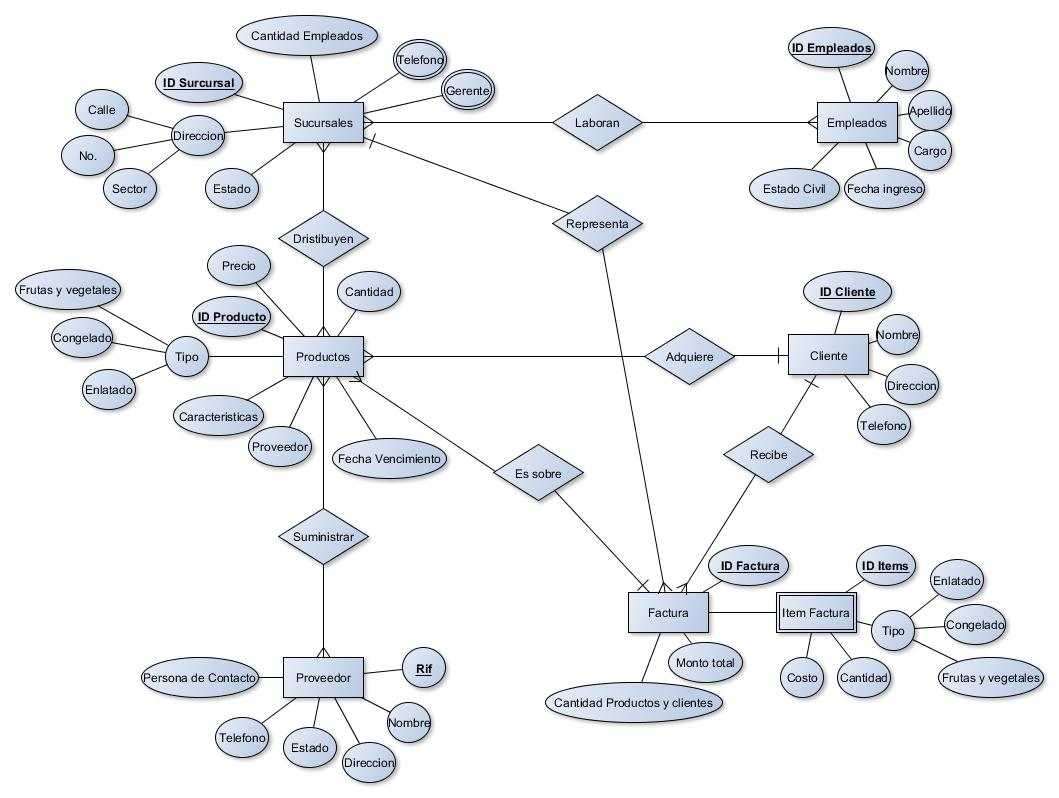 Cantidad Empleados
Telefono
Gerente
ID Surcursal
Calle
Direccion
No.
Sector
Estado
Sucursales
Laboran
ID Empleados
Nombre
Apellido
Cargo
Empleados
Estado Civil
Fecha ingreso
Representa
Dristibuyen
Precio
Cantidad
Frutas y vegetales
ID Producto
Congelado
Tipo
Enlatado
Productos
Caracteristicas
Proveedor
Fecha Vencimiento
Adquiere
ID Cliente
Nombre
Cliente
Direccion
Telefono
Recibe
Es sobre
Suministrar
ID Factura
Factura
Monto total
Cantidad Productos y clientes
ID Items
Item Factura
Enlatado
Congelado
Tipo
Frutas y vegetales
Costo
Cantidad
Persona de Contacto
Proveedor
Rif
Nombre
Telefono
Estado
Direccion